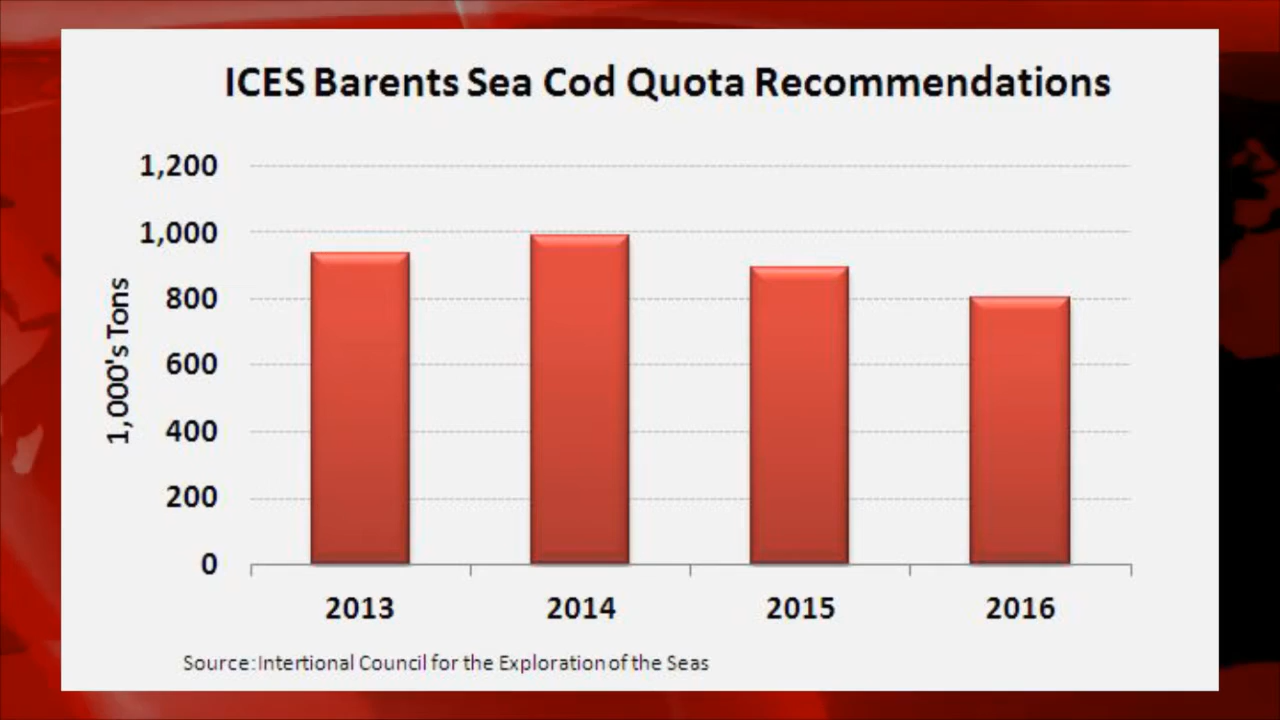 ICES Barents Sea Cod Quota Recommendations
1,200
1,000
800
600
400
200
0
1,000's Tons
2013 2014 2015 2016
Source: Intertional Council for the Exploration of the Seas